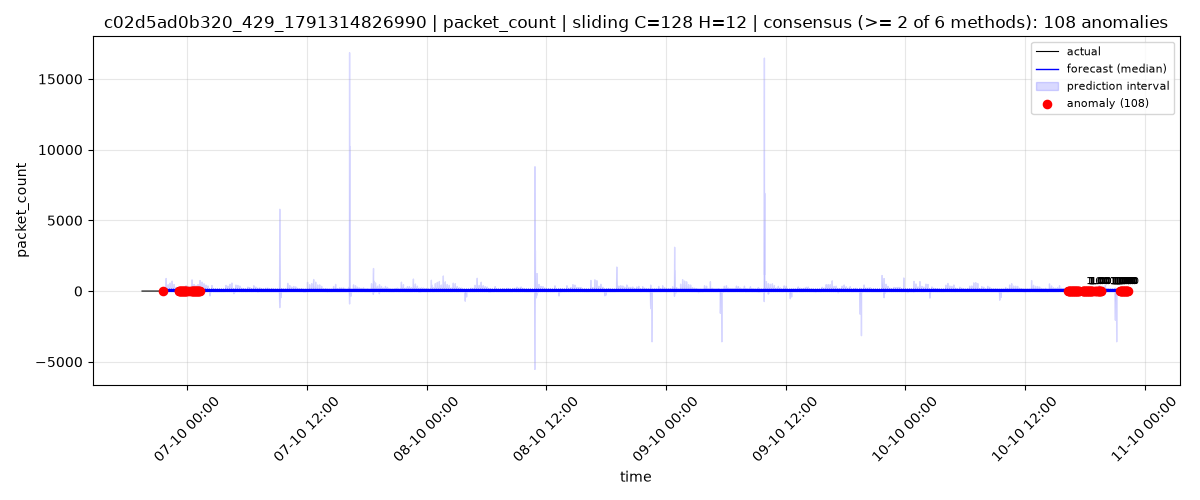 c02d5ad0b320_429_1791314826990 | packet_count | sliding C=128 H=12 | consensus (>= 2 of 6 methods): 108 anomalies
actual
forecast (median)
prediction interval
anomaly (108)
packet_count
15000
10000
5000
0
−5000
07-10 00:00
07-10 12:00
08-10 00:00
08-10 12:00
09-10 00:00
09-10 12:00
10-10 00:00
10-10 12:00
11-10 00:00
time